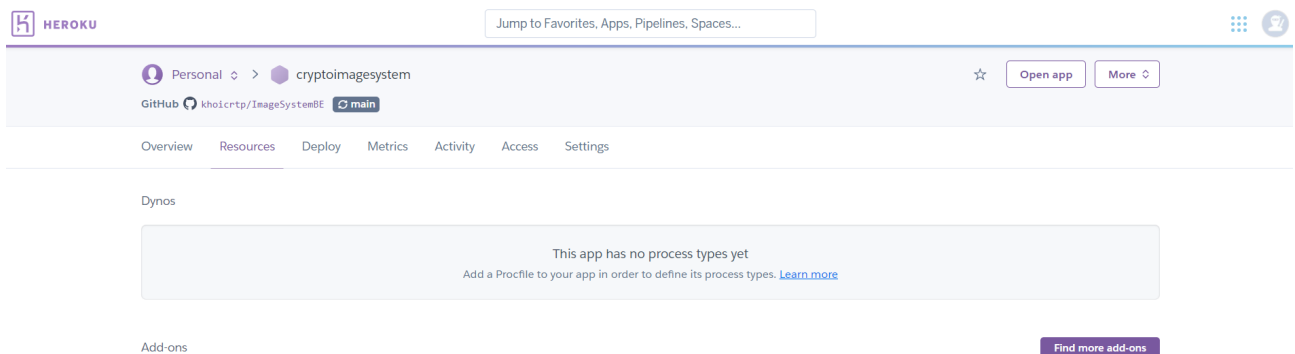 HEROKU
Jump to Favorites, Apps, Pipelines, Spaces...
Personal > cryptoimagesystem
Open app
More
GitHub khoicrtp/ImageSystemBE main
Overview Resources Deploy Metrics Activity Access Settings
Dynos
This app has no process types yet
Add a Procfile to your app in order to define its process types. Learn more
Add-ons
Find more add-ons